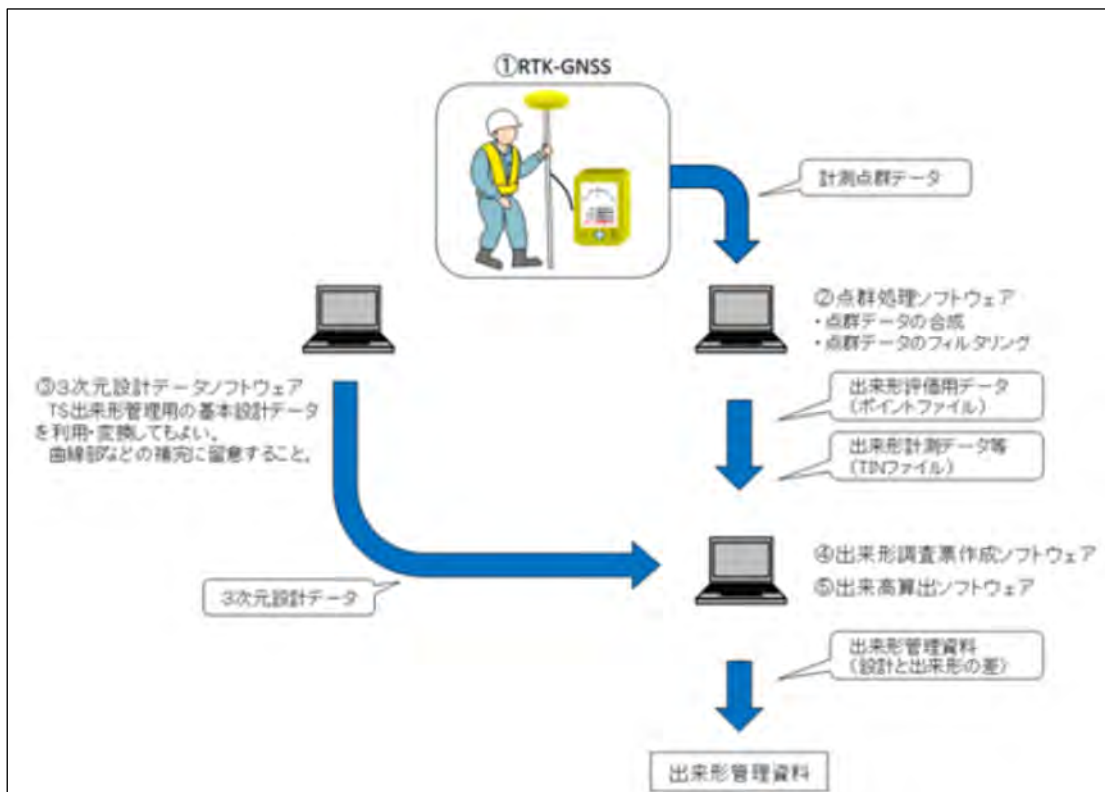 ①RTK-GNSS
計測点群データ
②点群処理ソフトウェア
・点群データの合成
・点群データのフィルタリング
③3次元設計データソフトウェア
TS出来形管理用の基本設計データ
を利用・変換してもよい。
曲線部などの補完に留意すること。
出来形評価用データ
(ポイントファイル)
出来形計測データ等
(TINファイル)
④出来形調査票作成ソフトウェア
⑤出来高算出ソフトウェア
3次元設計データ
出来形管理資料
(設計と出来形の差)
出来形管理資料